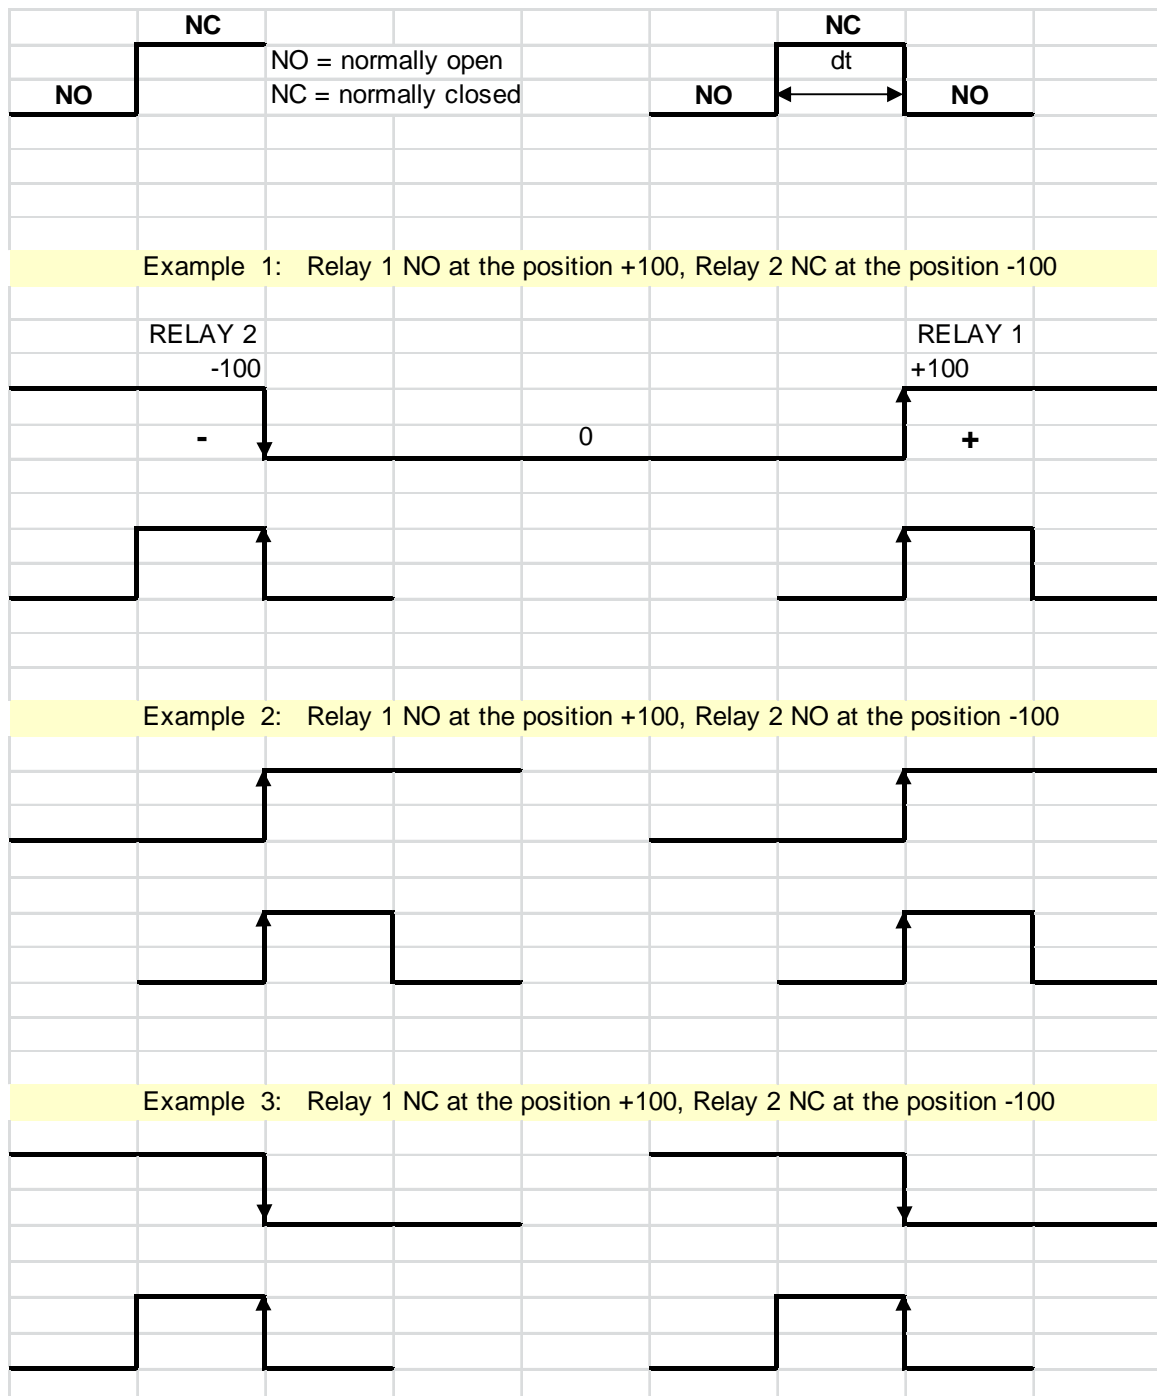 NC NC
NO = normally open dt
NO NC = normally closed NO NO
Example 1: Relay 1 NO at the position +100, Relay 2 NC at the position -100
RELAY 2 RELAY 1
-100 +100
- 0 +
Example 2: Relay 1 NO at the position +100, Relay 2 NO at the position -100
Example 3: Relay 1 NC at the position +100, Relay 2 NC at the position -100